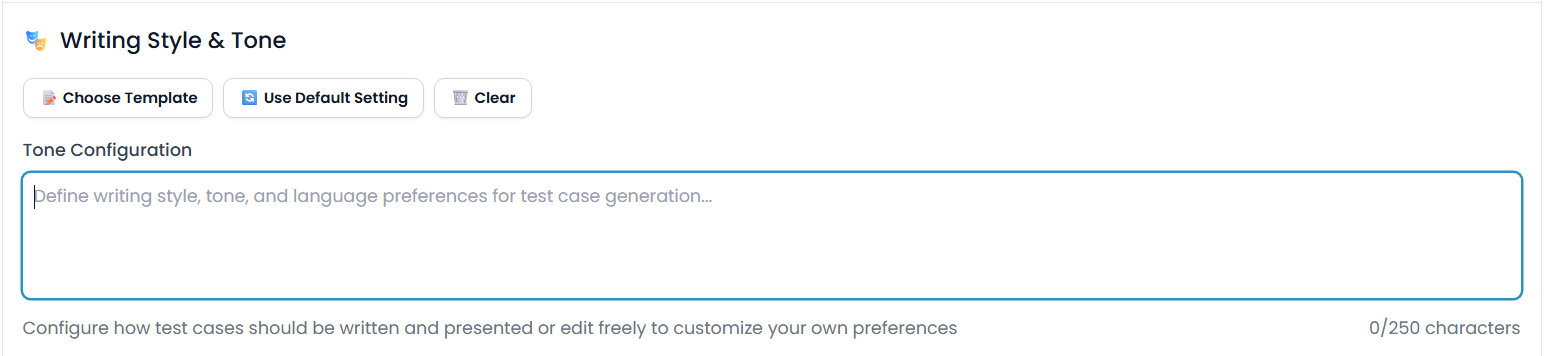 Writing Style & Tone
Choose Template
Use Default Setting
Clear
Tone Configuration
Define writing style, tone, and language preferences for test case generation...
Configure how test cases should be written and presented or edit freely to customize your own preferences
0/250 characters